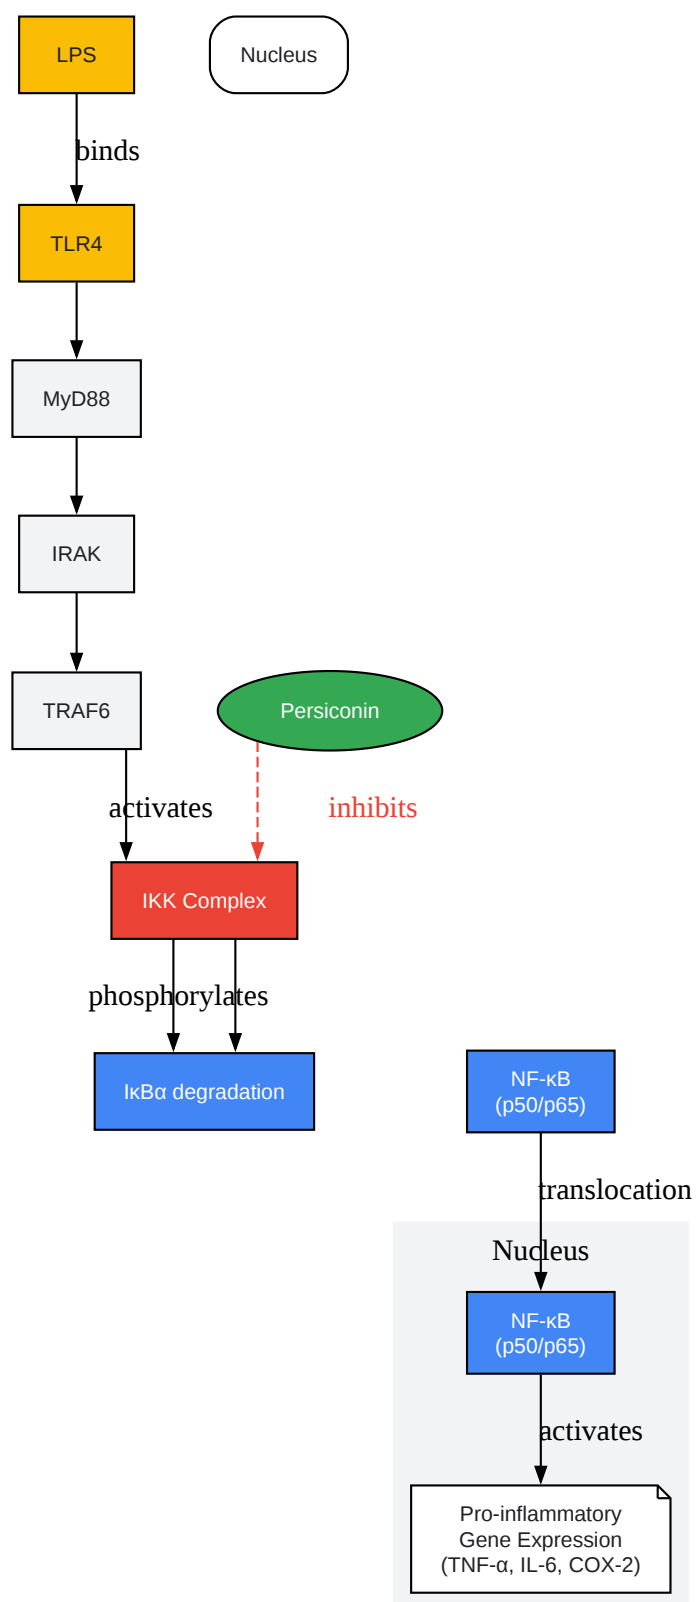 LPS
Nucleus
binds
TLR4
MyD88
IRAK
TRAF6
Persiconin
activates
inhibits
IKK Complex
phosphorylates
IκBα degradation
NF-κB
(p50/p65)
translocation
Nucleus
NF-κB
(p50/p65)
activates
Pro-inflammatory
Gene Expression
(TNF-α, IL-6, COX-2)